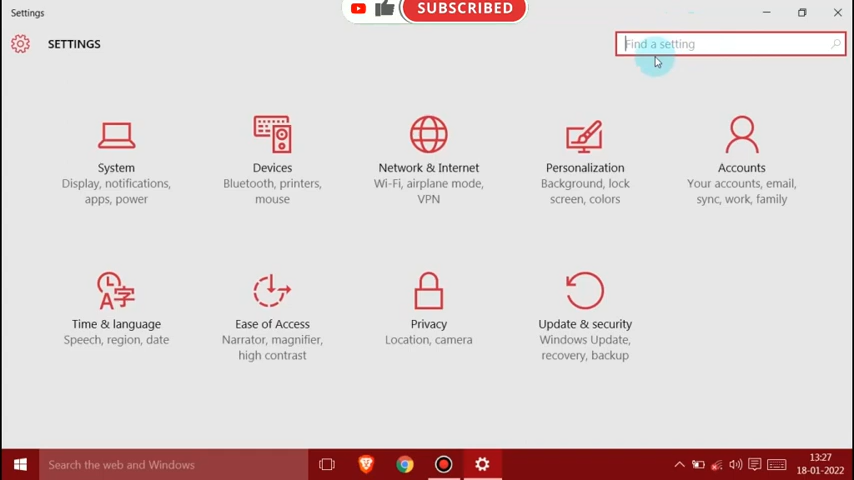 Settings
SUBSCRIBED
SETTINGS
Find a setting
System
Display, notifications,
apps, power
Devices
Bluetooth, printers,
mouse
Network & Internet
Wi-Fi, airplane mode,
VPN
Personalization
Background, lock
screen, colors
Accounts
Your accounts, email,
sync, work, family
Time & language
Speech, region, date
Ease of Access
Narrator, magnifier,
high contrast
Privacy
Location, camera
Update & security
Windows Update,
recovery, backup
Search the web and Windows
13:27
18-01-2022